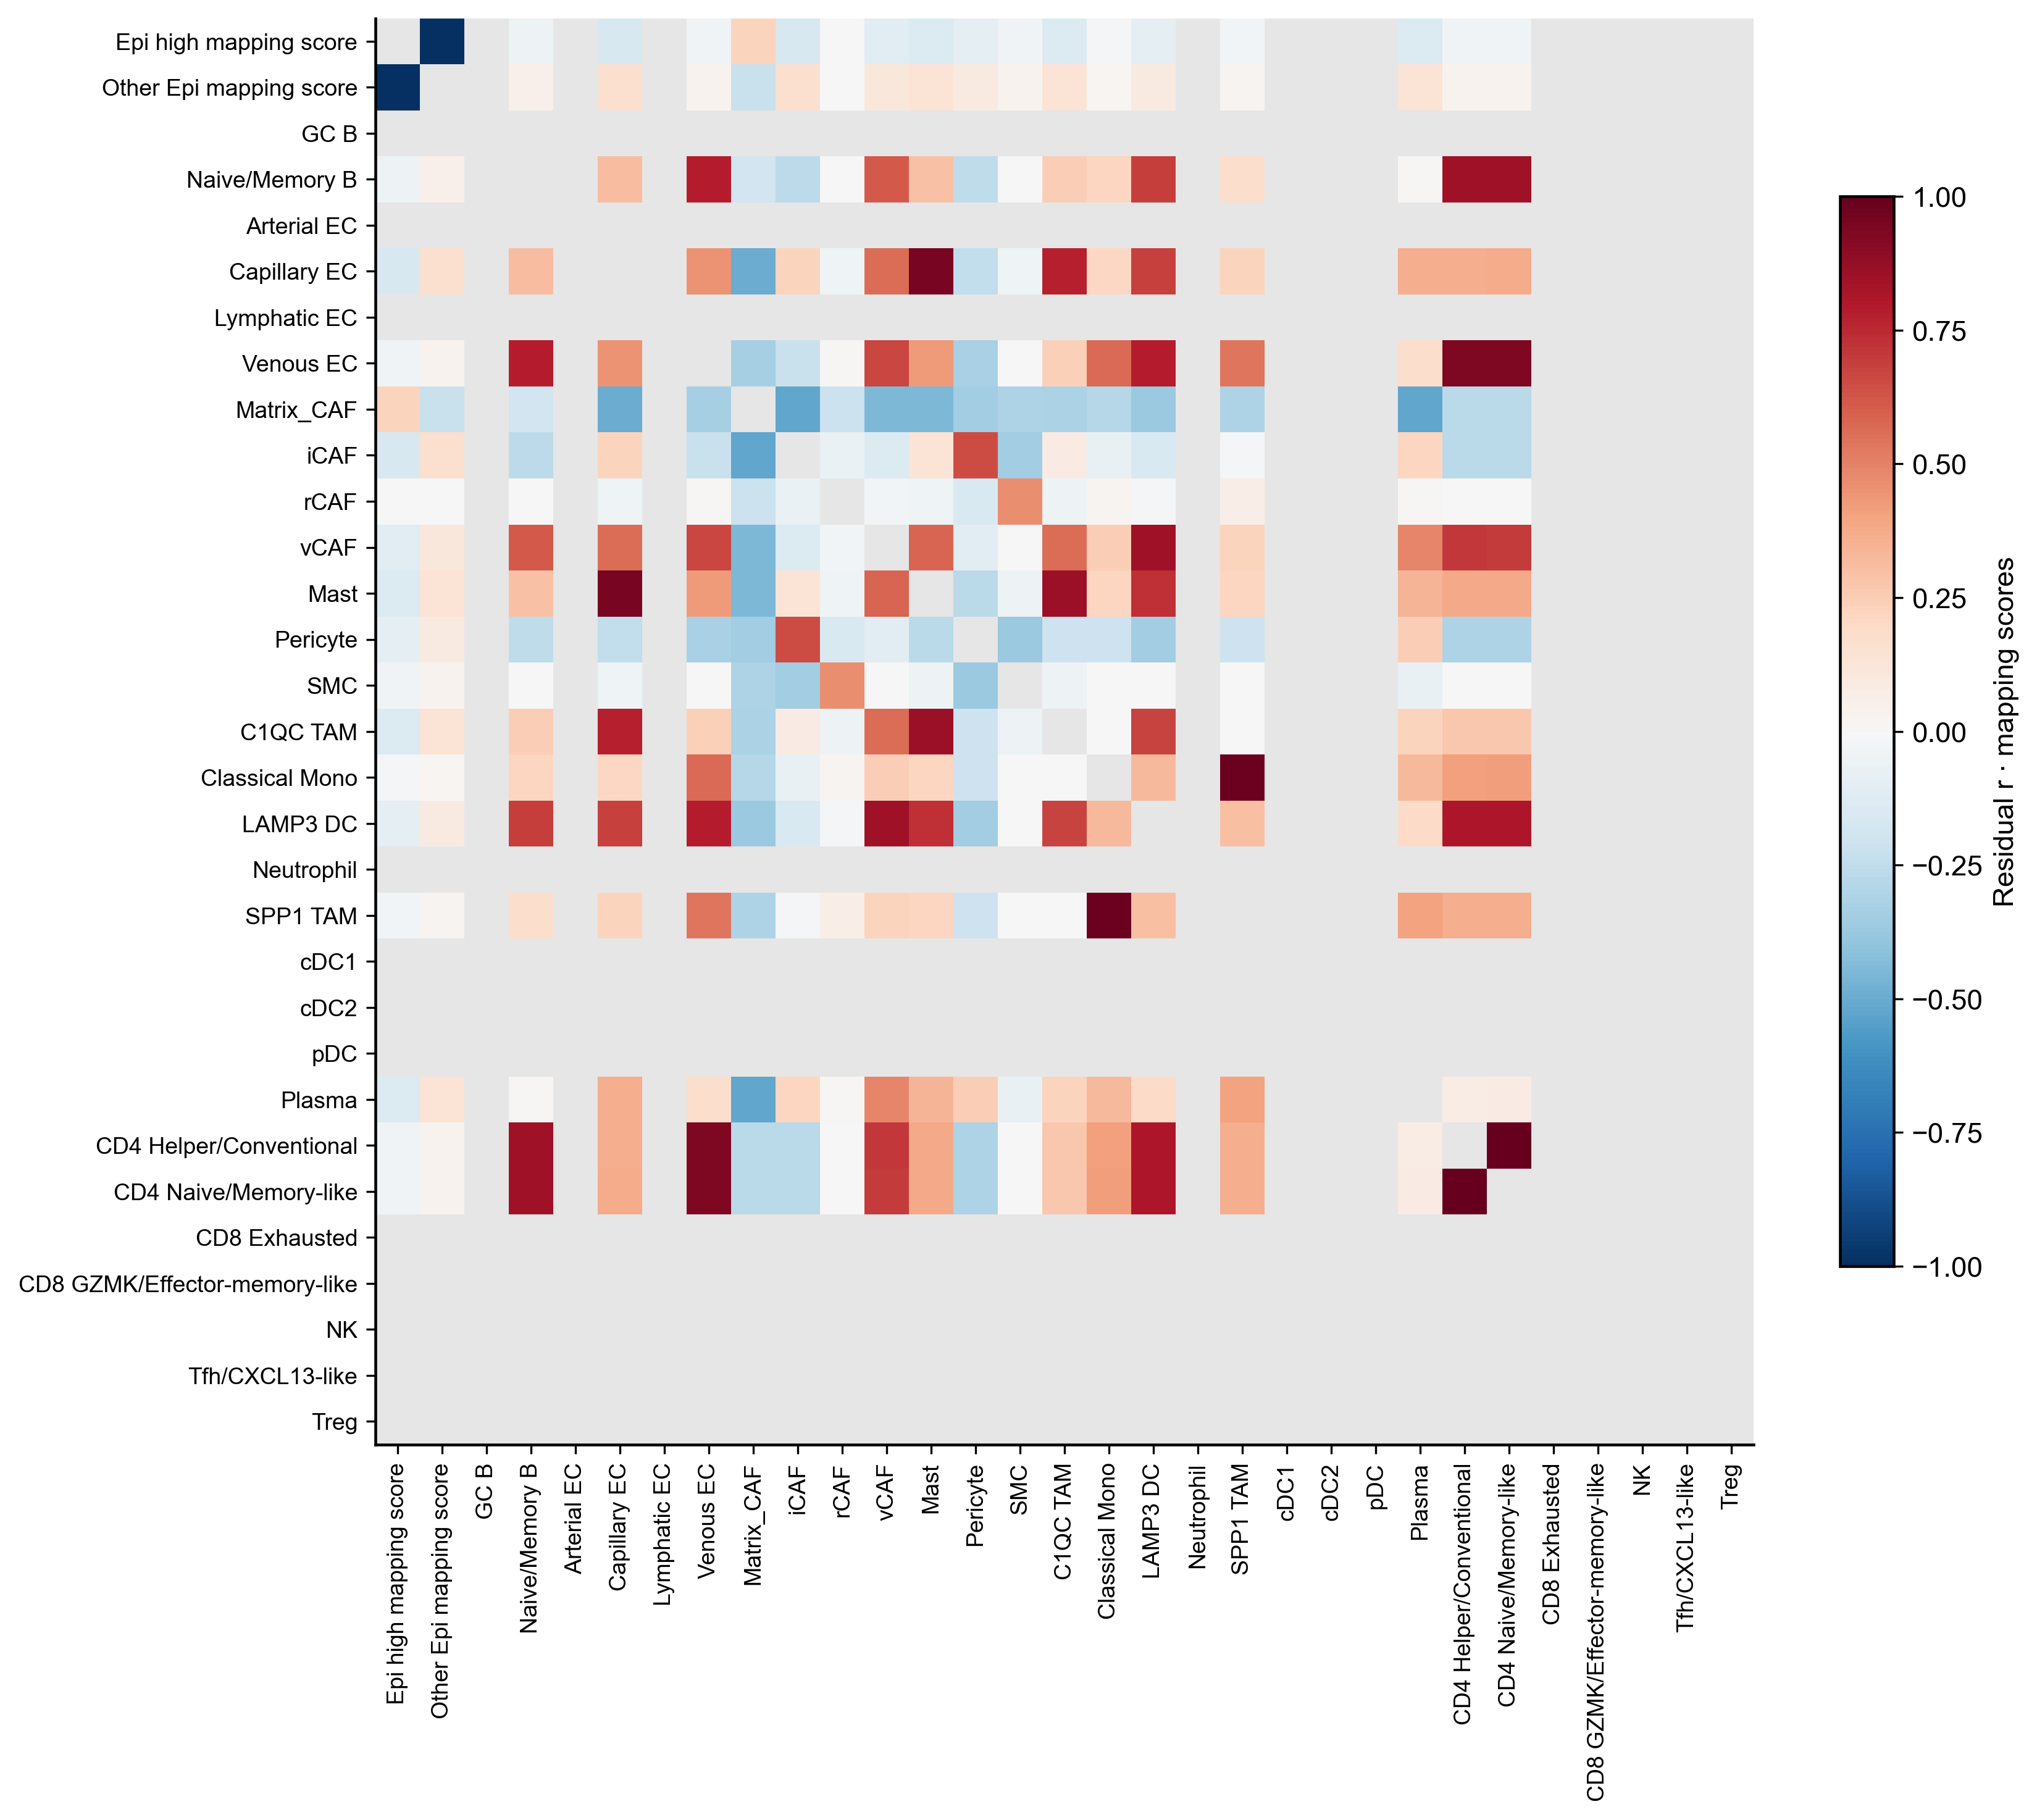 Epi high mapping score
Other Epi mapping score
GC B
Naive/Memory B
Arterial EC
Capillary EC
Lymphatic EC
Venous EC
Matrix_CAF
iCAF
rCAF
vCAF
Mast
Pericyte
SMC
C1QC TAM
Classical Mono
LAMP3 DC
Neutrophil
SPP1 TAM
cDC1
cDC2
pDC
Plasma
CD4 Helper/Conventional
CD4 Naive/Memory-like
CD8 Exhausted
CD8 GZMK/Effector-memory-like
NK
Tfh/CXCL13-like
Treg
Epi high mapping score
Other Epi mapping score
GC B
Naive/Memory B
Arterial EC
Capillary EC
Lymphatic EC
Venous EC
Matrix_CAF
iCAF
rCAF
vCAF
Mast
Pericyte
SMC
C1QC TAM
Classical Mono
LAMP3 DC
Neutrophil
SPP1 TAM
cDC1
cDC2
pDC
Plasma
CD4 Helper/Conventional
CD4 Naive/Memory-like
CD8 Exhausted
CD8 GZMK/Effector-memory-like
NK
Tfh/CXCL13-like
Treg
1.00
0.75
0.50
0.25
0.00
−0.25
−0.50
−0.75
−1.00
Residual r · mapping scores